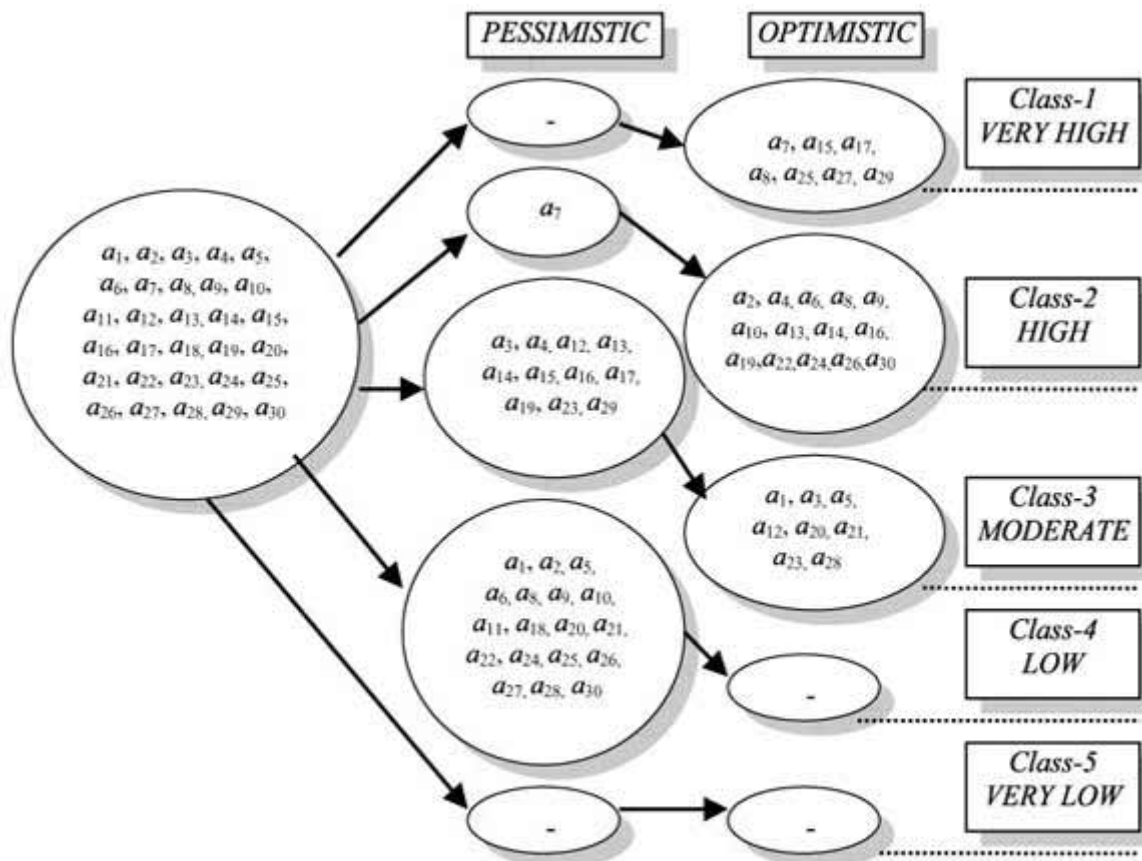 PESSIMISTIC
OPTIMISTIC
-
a7, a15, a17,
a8, a25, a27, a29
Class-1
VERY HIGH
a7
a1, a2, a3, a4, a5,
a6, a7, a8, a9, a10,
a11, a12, a13, a14, a15,
a16, a17, a18, a19, a20,
a21, a22, a23, a24, a25,
a26, a27, a28, a29, a30
a2, a4, a6, a8, a9,
a10, a13, a14, a16,
a19,a22,a24,a26,a30
Class-2
HIGH
a3, a4, a12, a13,
a14, a15, a16, a17,
a19, a23, a29
a1, a3, a5,
a12, a20, a21,
a23, a28
Class-3
MODERATE
a1, a2, a5,
a6, a8, a9, a10,
a11, a18, a20, a21,
a22, a24, a25, a26,
a27, a28, a30
-
Class-4
LOW
-
-
Class-5
VERY LOW